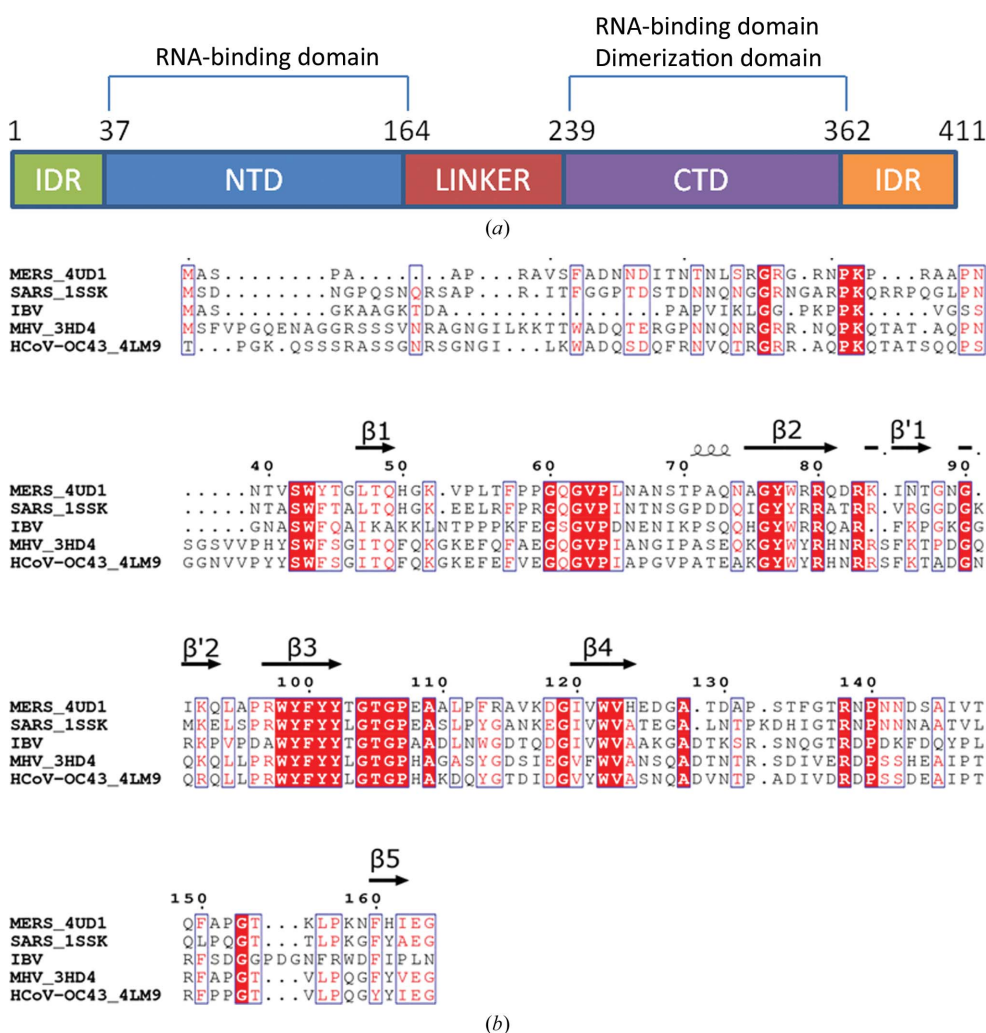 RNA-binding domain
RNA-binding domain
Dimerization domain
1 37 164 239 362 411
IDR NTD LINKER CTD IDR
(a)
MERS_4UD1 MAS........PA.......AP...RAVSFADNNDITNTNLSRGRG.RNPKP...RAAPN
SARS_1SSK MSD........NGPQSNQRSAP...R.ITFGGPTDSTDNNQNGGRNGARPKQRRPQGLPN
IBV MAS........GKAAGKTDA................PAPVIKLGG.PKPPK.....VGSS
MHV_3HD4 MSFVPGQENAGGRSSSVNRAGNGILKKTTWADQTERGPNNQNRGRR.NQPKQTAT.AQPN
HCoV-OC43_4LM9 T...PGK.QSSSRASSGNRSGNGI...LKWADQSDQFRNVQTRGRR.AQPKQTATSQQPS
β1 β2 β'1
40 50 60 70 80 90
MERS_4UD1 .....NTVSWYTGLTQHGK.VPLTFPPGQGVPLNANSTPAQNAGYWRRQDRK.INTGNG.
SARS_1SSK .....NTASWFTALTQHGK.EELRFPRGQGVPINTNSGPDDQIGYYRRATRR.VRGGDGK
IBV .....GNASWFQAIKAKKLNTPPPKFEGSGVPDNENIKPSQQHGYWRRQAR..FKPGKGG
MHV_3HD4 SGSVVPHYSWFSGITQFQKGKEFQFAEGQGVPIANGIPASEQKGYWYRHNRRSFKTPDGQ
HCoV-OC43_4LM9 GGNVVPYYSWFSGITQFQKGKEFEFVEGQGVPIAPGVPATEAKGYWYRHNRRSFKTADGN
β'2 β3 β4
100 110 120 130 140
MERS_4UD1 IKQLAPRWYFYYTGTGPEAALPFRAVKDGIVWVHEDGA.TDAP.STFGTRNPNNDSAIVT
SARS_1SSK MKELSPRWYFYYLGTGPEASLPYGANKEGIVWVATEGA.LNTPKDHIGTRNPNNNAATVL
IBV RKPVPDAWYFYYTGTGPAADLNWGDTQDGIVWVAAKGADTKSR.SNQGTRDPDKFDQYPL
MHV_3HD4 QKQLLPRWYFYYLGTGPHAGASYGDSIEGVFWVANSQADTNTR.SDIVERDPSSHEAIPT
HCoV-OC43_4LM9 QRQLLPRWYFYYLGTGPHAKDQYGTDIDGVYWVASNQADVNTP.ADIVDRDPSSDEAIPT
β5
150 160
MERS_4UD1 QFAPGT...KLPKNFHIEG
SARS_1SSK QLPQGT...TLPKGFYAEG
IBV RFSDGGPDGNFRWDFIPLN
MHV_3HD4 RFAPGT...VLPQGFYVEG
HCoV-OC43_4LM9 RFPPGT...VLPQGYYIEG
(b)